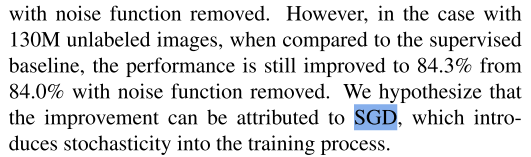 with noise function removed. However, in the case with
130M unlabeled images, when compared to the supervised
baseline, the performance is still improved to 84.3% from
84.0% with noise function removed. We hypothesize that
the improvement can be attributed to SGD, which intro-
duces stochasticity into the training process.